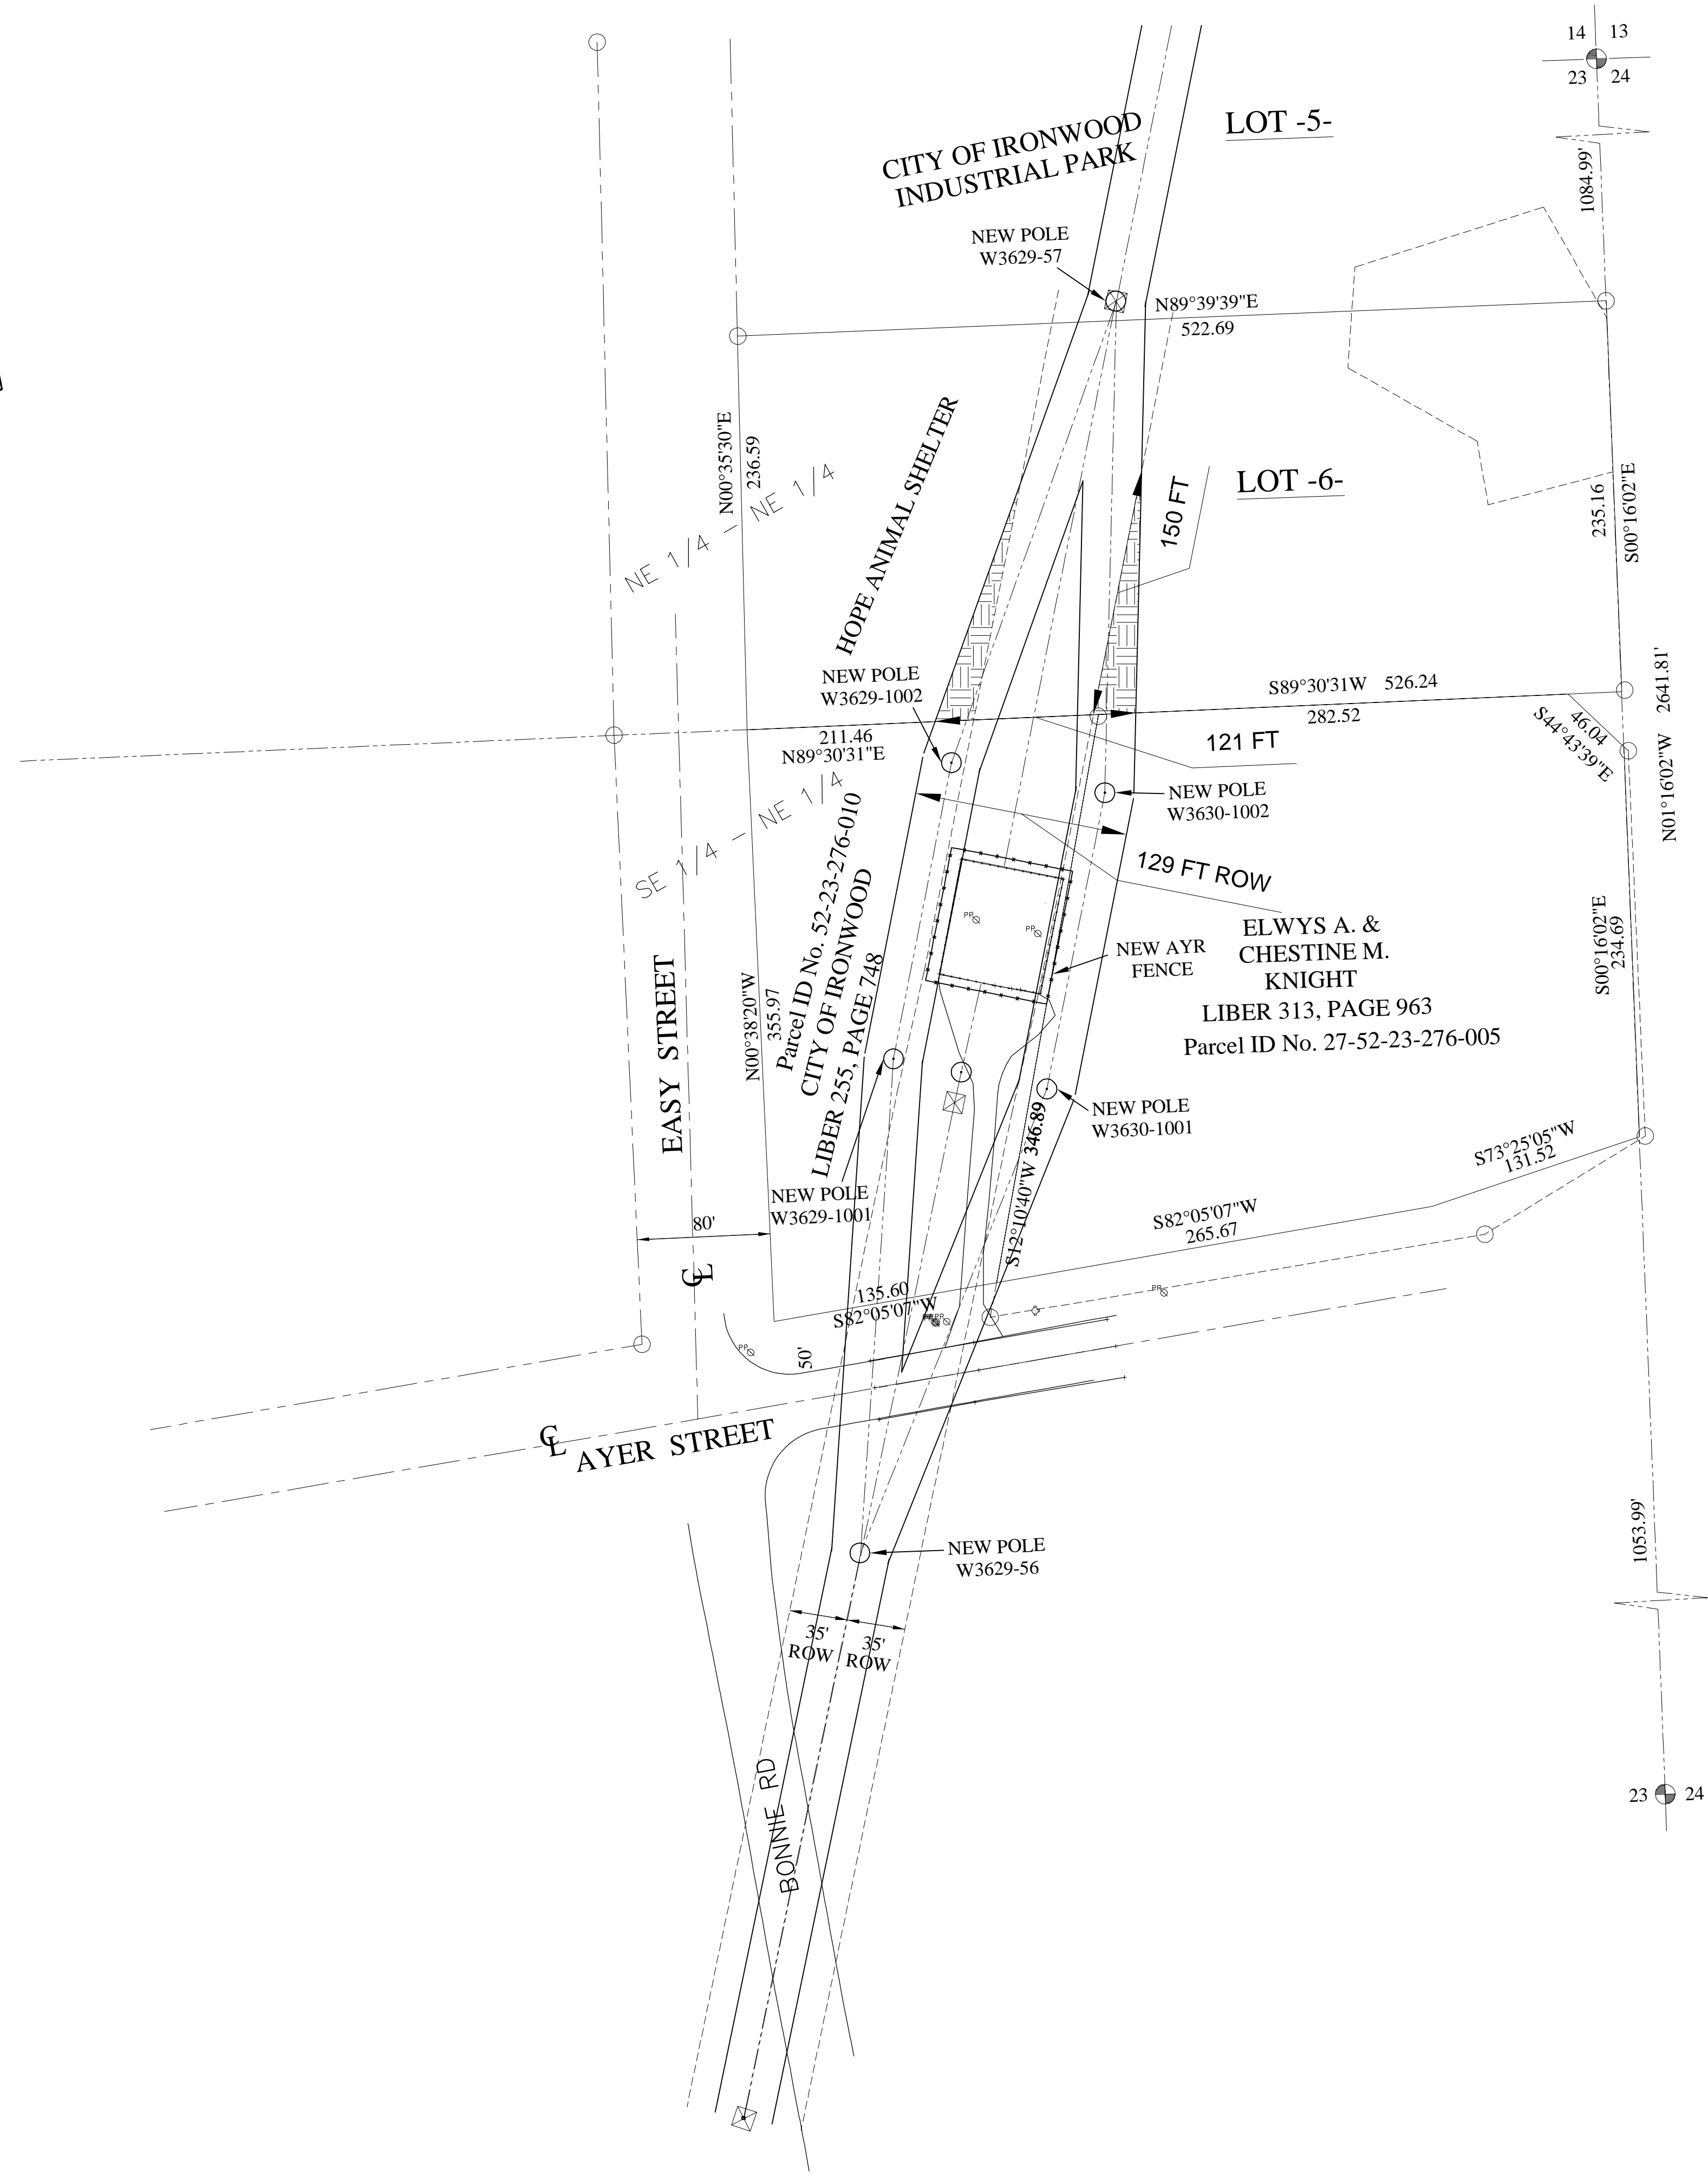 14 13
23 24
LOT -5-
CITY OF IRONWOOD
INDUSTRIAL PARK
1084.99'
NEW POLE
W3629-57
N89°39'39"E
522.69
N00°35'30"E
236.59
NE 1/4 - NE 1/4
HOPE ANIMAL SHELTER
150 FT
LOT -6-
235.16
S00°16'02"E
NEW POLE
W3629-1002
S89°30'31W 526.24
282.52
211.46
N89°30'31"E
121 FT
46.04
S44°43'39"E
N01°16'02"W 2641.81'
SE 1/4 - NE 1/4
NEW POLE
W3630-1002
129 FT ROW
Parcel ID No. 52-23-276-010
CITY OF IRONWOOD
LIBER 255, PAGE 748
PP
PP
NEW AYR
FENCE
ELWYS A. &
CHESTINE M.
KNIGHT
LIBER 313, PAGE 963
Parcel ID No. 27-52-23-276-005
S00°16'02"E
234.69
EASY STREET
N00°38'20"W
355.97
NEW POLE
W3630-1001
S12°10'40"W 346.89
NEW POLE
W3629-1001
S73°25'05"W
131.52
S82°05'07"W
265.67
80'
CL
135.60
S82°05'07"W
PP
PP
PP
50'
CL
AYER STREET
NEW POLE
W3629-56
1053.99'
35'
ROW
35'
ROW
BONNIE RD
23 24